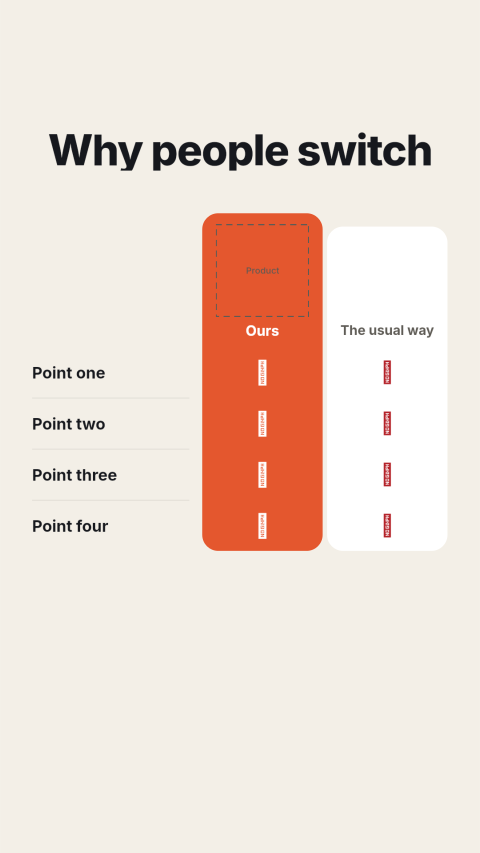 Why people switch
Product
Ours
The usual way
Point one
Point two
Point three
Point four